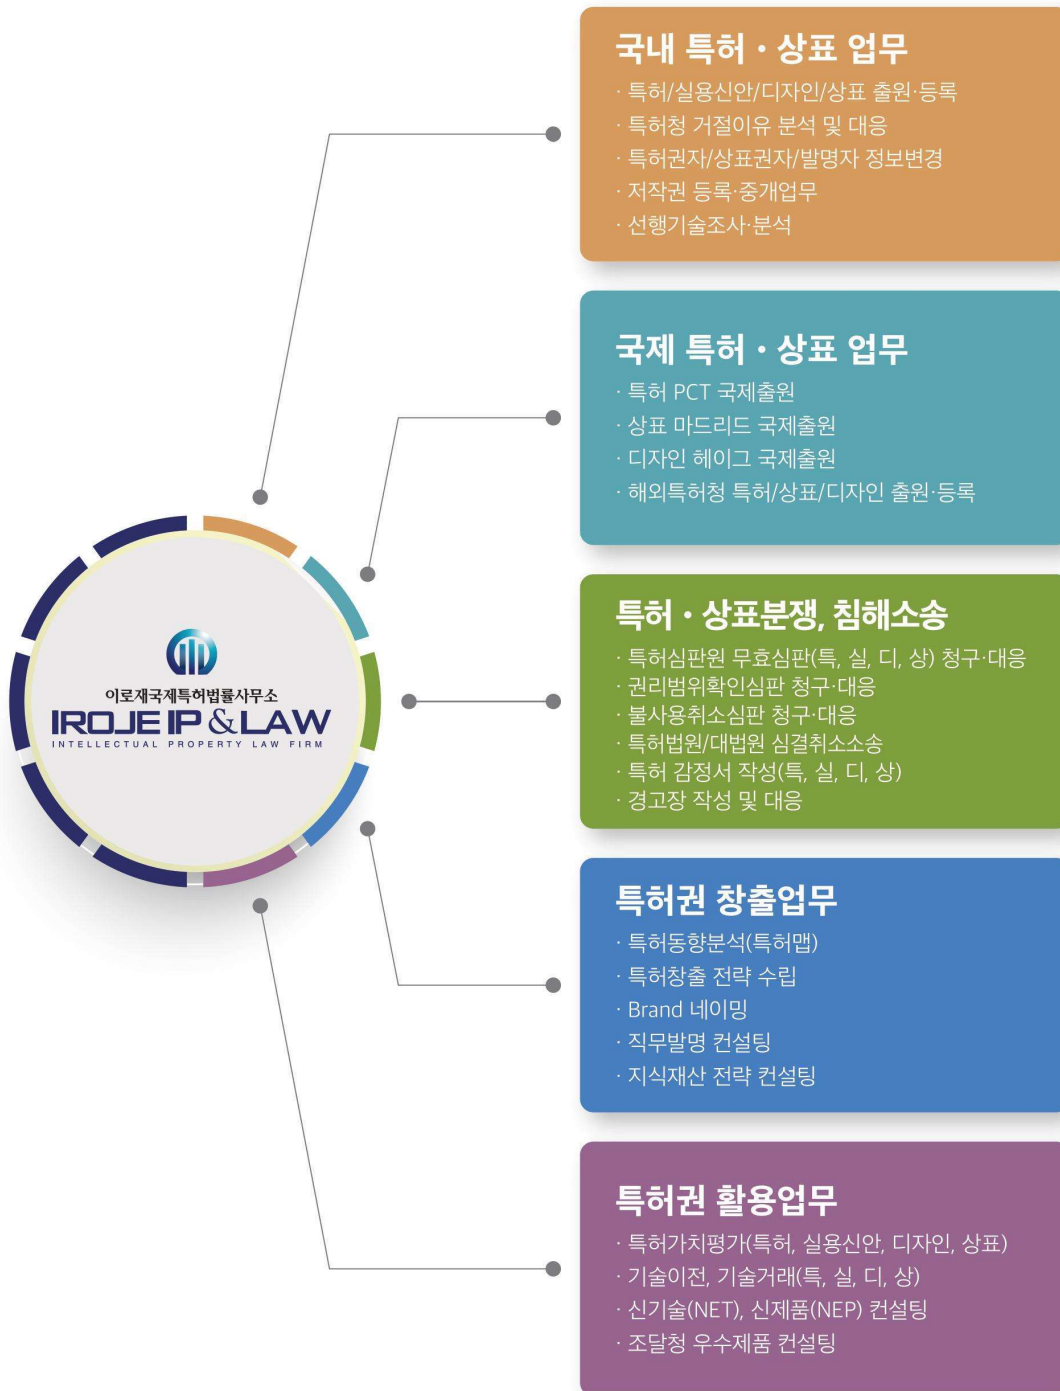 국내 특허 · 상표 업무
· 특허/실용신안/디자인/상표 출원·등록
· 특허청 거절이유 분석 및 대응
· 특허권자/상표권자/발명자 정보변경
· 저작권 등록·중개업무
· 선행기술조사·분석
국제 특허 · 상표 업무
· 특허 PCT 국제출원
· 상표 마드리드 국제출원
· 디자인 헤이그 국제출원
· 해외특허청 특허/상표/디자인 출원·등록
이로재국제특허법률사무소
IROJE IP & LAW
INTELLECTUAL PROPERTY LAW FIRM
특허 · 상표분쟁, 침해소송
· 특허심판원 무효심판(특, 실, 디, 상) 청구·대응
· 권리범위확인심판 청구·대응
· 불사용취소심판 청구·대응
· 특허법원/대법원 심결취소소송
· 특허 감정서 작성(특, 실, 디, 상)
· 경고장 작성 및 대응
특허권 창출업무
· 특허동향분석(특허맵)
· 특허창출 전략 수립
· Brand 네이밍
· 직무발명 컨설팅
· 지식재산 전략 컨설팅
특허권 활용업무
· 특허가치평가(특허, 실용신안, 디자인, 상표)
· 기술이전, 기술거래(특, 실, 디, 상)
· 신기술(NET), 신제품(NEP) 컨설팅
· 조달청 우수제품 컨설팅